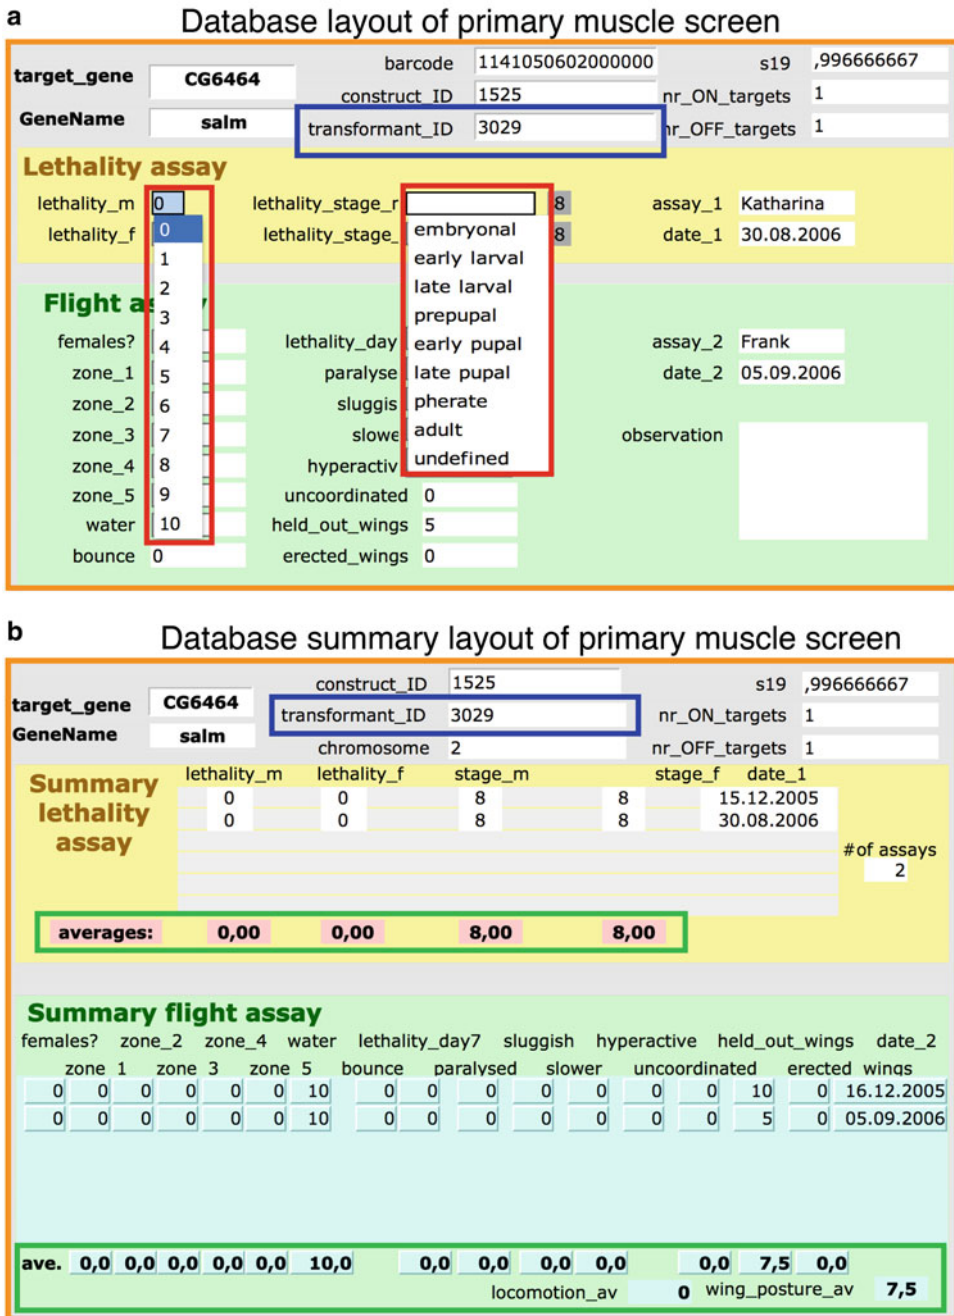 a
Database layout of primary muscle screen
target_gene CG6464 barcode 1141050602000000 s19 ,996666667
construct_ID 1525 nr_ON_targets 1
GeneName salm transformant_ID 3029 nr_OFF_targets 1
Lethality assay
lethality_m 0 lethality_stage_r 8 assay_1 Katharina
lethality_f 0 lethality_stage_ embryonal 8 date_1 30.08.2006
1 early larval
2 late larval
Flight as y
3 prepupal
females? 4 lethality_day early pupal assay_2 Frank
zone_1 5 paralyse late pupal date_2 05.09.2006
zone_2 6 sluggis pherate
zone_3 7 slowe adult observation
zone_4 8 hyperactiv undefined
zone_5 9 uncoordinated 0
water 10 held_out_wings 5
bounce 0 erected_wings 0
b
Database summary layout of primary muscle screen
target_gene CG6464 construct_ID 1525 s19 ,996666667
transformant_ID 3029 nr_ON_targets 1
GeneName salm chromosome 2 nr_OFF_targets 1
Summary lethality assay
lethality_m lethality_f stage_m stage_f date_1
0 0 8 8 15.12.2005
0 0 8 8 30.08.2006
#of assays
2
averages: 0,00 0,00 8,00 8,00
Summary flight assay
females? zone_2 zone_4 water lethality_day7 sluggish hyperactive held_out_wings date_2
zone 1 zone 3 zone 5 bounce paralysed slower uncoordinated erected wings
0 0 0 0 0 0 10 0 0 0 0 0 0 0 10 0 16.12.2005
0 0 0 0 0 0 10 0 0 0 0 0 0 0 5 0 05.09.2006
ave. 0,0 0,0 0,0 0,0 0,0 10,0 0,0 0,0 0,0 0,0 0,0 7,5 0,0
locomotion_av 0 wing_posture_av 7,5